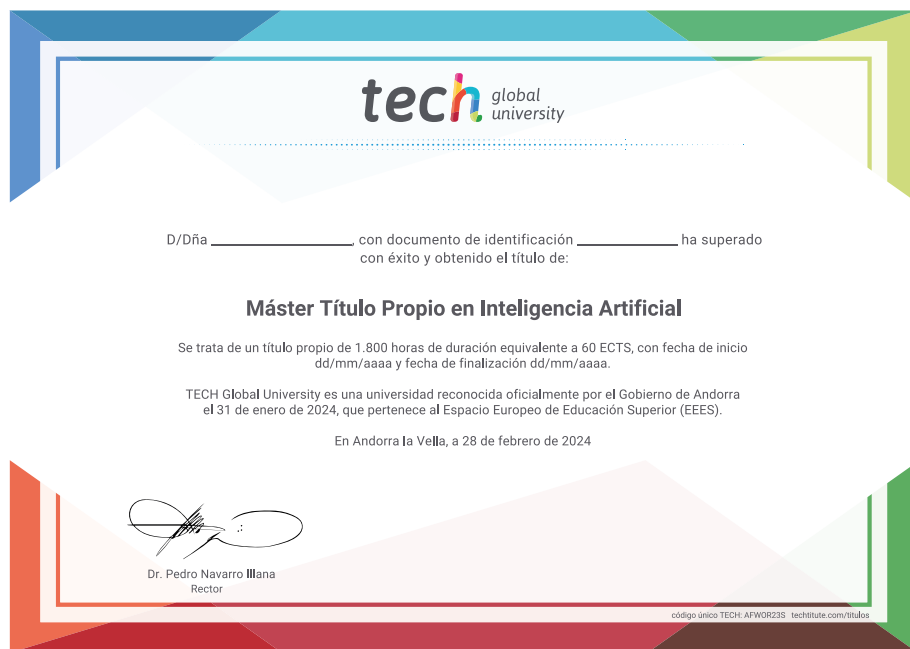 tech global university
D/Dña ____________, con documento de identificación ____________ ha superado
con éxito y obtenido el título de:
Máster Título Propio en Inteligencia Artificial
Se trata de un título propio de 1.800 horas de duración equivalente a 60 ECTS, con fecha de inicio
dd/mm/aaaa y fecha de finalización dd/mm/aaaa.
TECH Global University es una universidad reconocida oficialmente por el Gobierno de Andorra
el 31 de enero de 2024, que pertenece al Espacio Europeo de Educación Superior (EEES).
En Andorra la Vella, a 28 de febrero de 2024
Dr. Pedro Navarro Illana
Rector
código único TECH: AFWOR23S techtitute.com/titulos